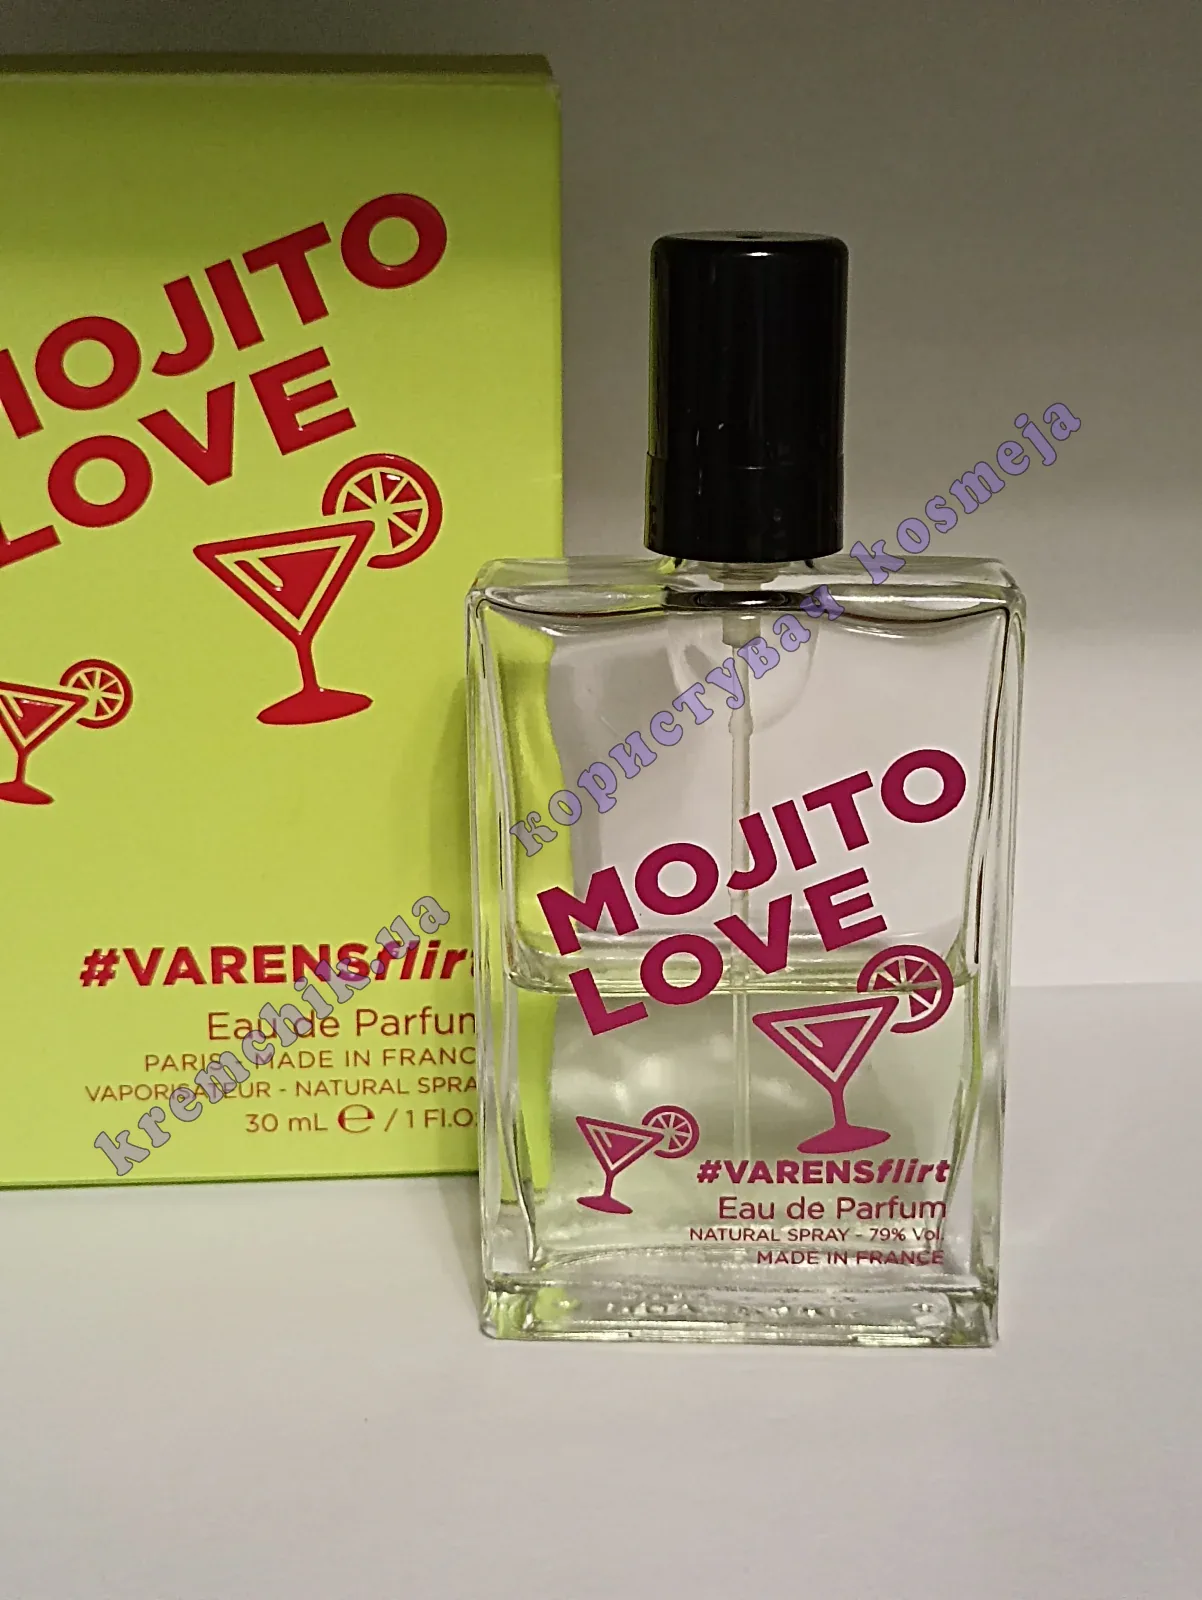 MOJITO
LOVE
#VARENSflirt
Eau de Parfum
PARIS - MADE IN FRANC
VAPORISATEUR - NATURAL SPRA
30 mL ℮ / 1 Fl.O
MOJITO
LOVE
#VARENSflirt
Eau de Parfum
NATURAL SPRAY - 79% Vol.
MADE IN FRANCE
користувач kosmeja
kremchik.ua